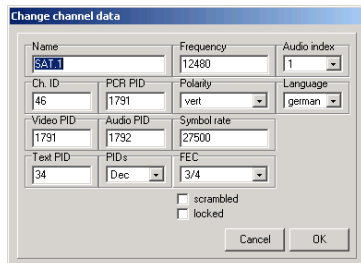 Change channel data
Name Frequency Audio index
SAT.1 12480 1
Ch. ID PCR PID Polarity Language
46 1791 vert german
Video PID Audio PID Symbol rate
1791 1792 27500
Text PID PIDs FEC
34 Dec 3/4
scrambled
locked
Cancel OK